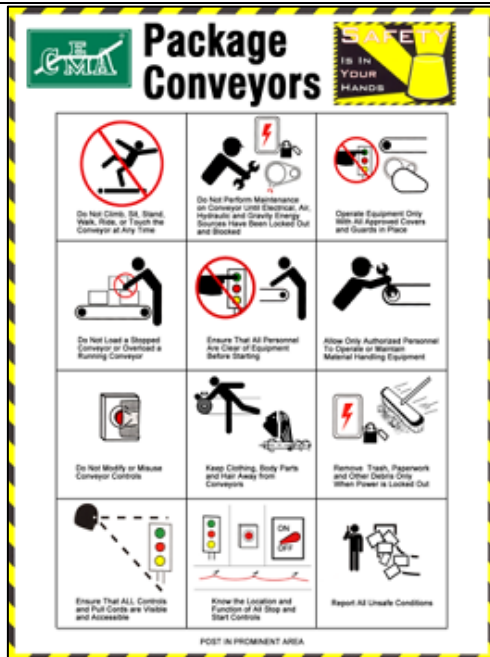 CEMA
Package
Conveyors
SAFETY
IS IN
YOUR
HANDS
Do Not Climb, Sit, Stand,
Walk, Ride, or Touch the
Conveyor at Any Time
Do Not Perform Maintenance
on Conveyor Until Electrical, Air,
Hydraulic and Gravity Energy
Sources Have Been Locked Out
and Blocked
Operate Equipment Only
With All Approved Covers
and Guards in Place
Do Not Load a Stopped
Conveyor or Overload a
Running Conveyor
Ensure That All Personnel
Are Clear of Equipment
Before Starting
Allow Only Authorized Personnel
To Operate or Maintain
Material Handling Equipment
Do Not Modify or Misuse
Conveyor Controls
Keep Clothing, Body Parts
and Hair Away from
Conveyors
Remove Trash, Paperwork
and Other Debris Only
When Power is Locked Out
Ensure That ALL Controls
and Pull Cords are Visible
and Accessible
ON
OFF
Know the Location and
Function of All Stop and
Start Controls
Report All Unsafe Conditions
POST IN PROMINENT AREA